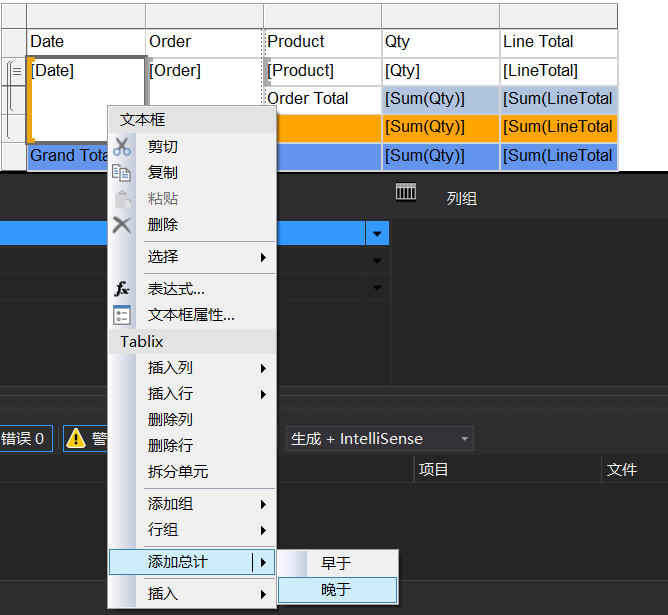 Date Order Product Qty Line Total
[Date] [Order] [Product] [Qty] [LineTotal]
Order Total [Sum(Qty)] [Sum(LineTotal
[Sum(Qty)] [Sum(LineTotal
Grand Tota [Sum(Qty)] [Sum(LineTotal
列组
文本框
剪切
复制
粘贴
删除
选择
表达式...
文本框属性...
Tablix
插入列
插入行
删除列
删除行
拆分单元
添加组
行组
添加总计
插入
早于
晚于
错误 0 警 生成 + IntelliSense
项目 文件